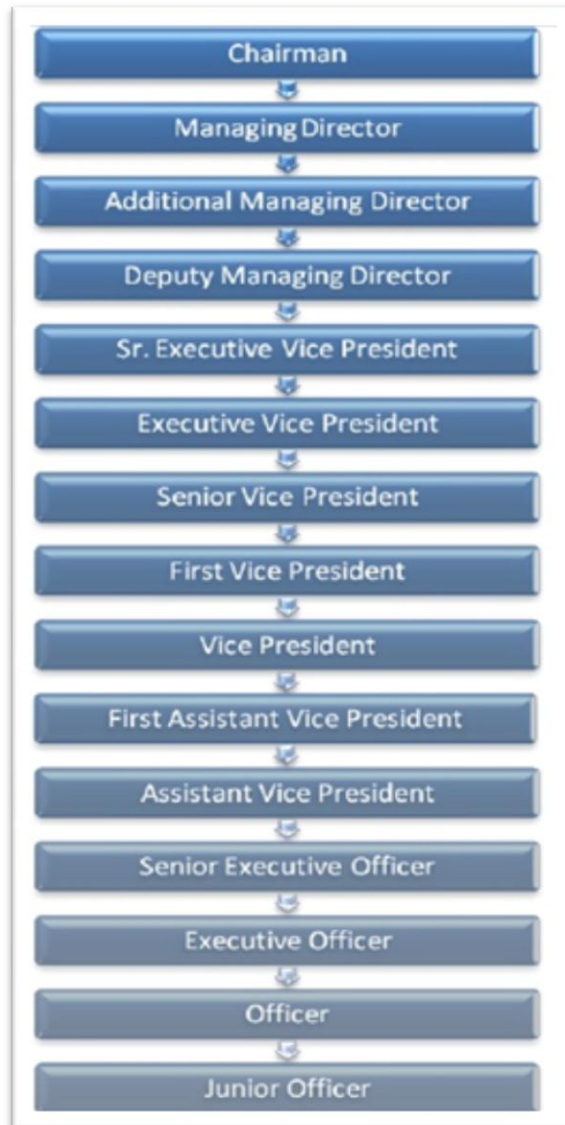 Chairman
Managing Director
Additional Managing Director
Deputy Managing Director
Sr. Executive Vice President
Executive Vice President
Senior Vice President
First Vice President
Vice President
First Assistant Vice President
Assistant Vice President
Senior Executive Officer
Executive Officer
Officer
Junior Officer